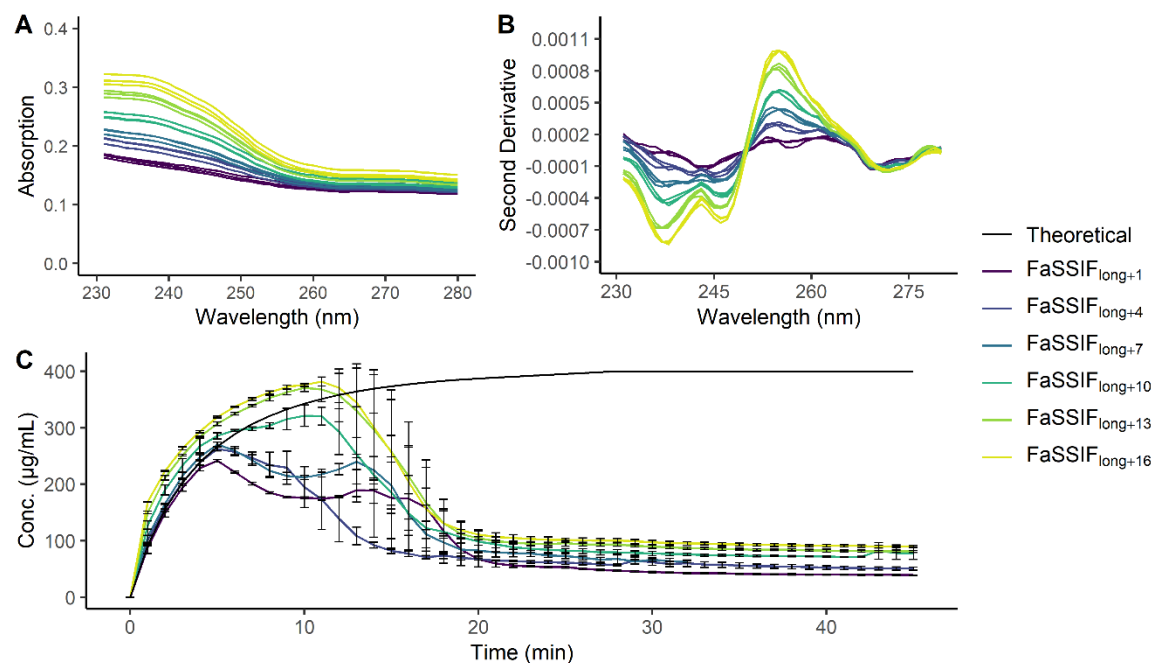 A
0.4
0.3
0.2
0.1
0.0
Absorption
230 240 250 260 270 280
Wavelength (nm)
B
0.0011
0.0008
0.0005
0.0002
-0.0001
-0.0004
-0.0007
-0.0010
Second Derivative
230 245 260 275
Wavelength (nm)
Theoretical
FaSSIFlong+1
FaSSIFlong+4
FaSSIFlong+7
FaSSIFlong+10
FaSSIFlong+13
FaSSIFlong+16
C
400
300
200
100
0
Conc. (µg/mL)
0 10 20 30 40
Time (min)